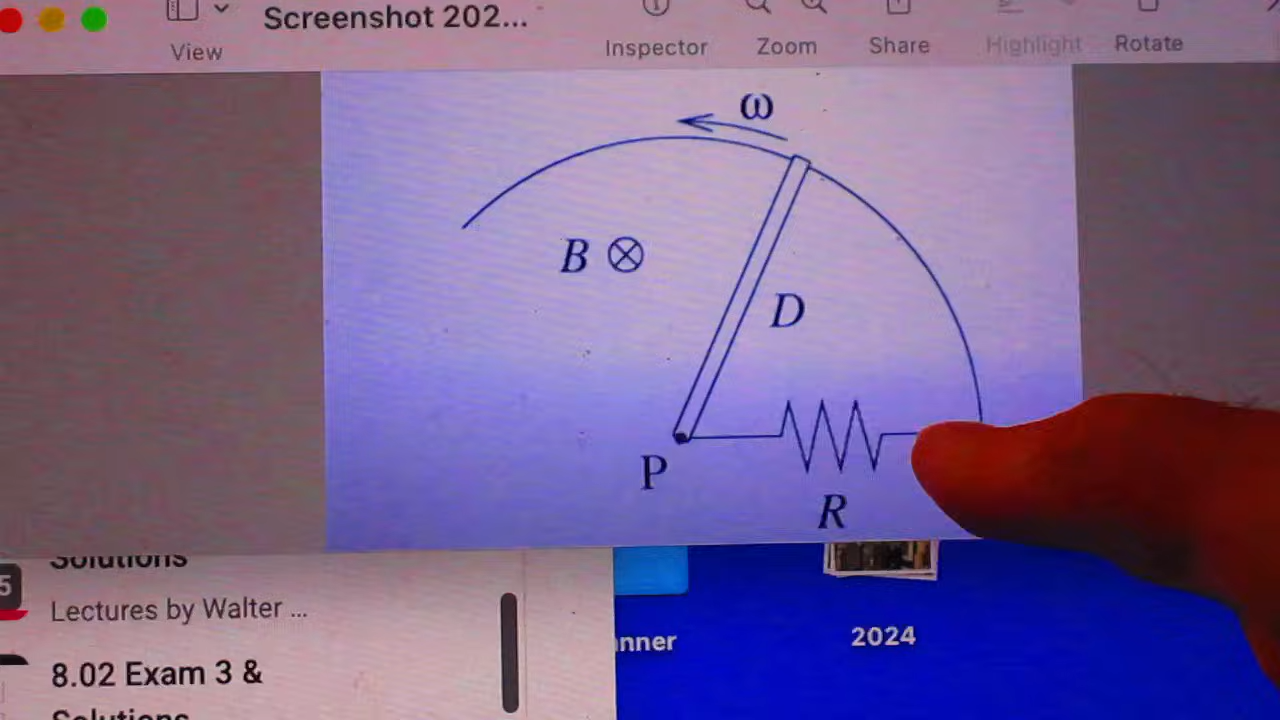 Screenshot 202...
View
Inspector
Zoom
Share
Highlight
Rotate
ω
B
D
P
R
Solutions
5
Lectures by Walter ...
8.02 Exam 3 &
Solutions
nner
2024